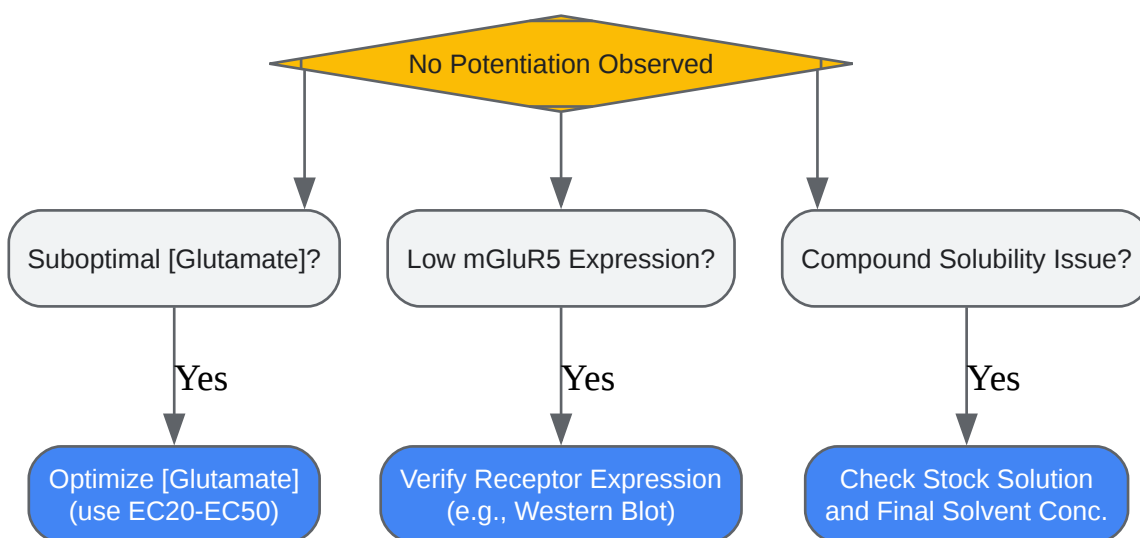 No Potentiation Observed
Suboptimal [Glutamate]?
Low mGluR5 Expression?
Compound Solubility Issue?
Yes
Yes
Yes
Optimize [Glutamate]
(use EC20-EC50)
Verify Receptor Expression
(e.g., Western Blot)
Check Stock Solution
and Final Solvent Conc.